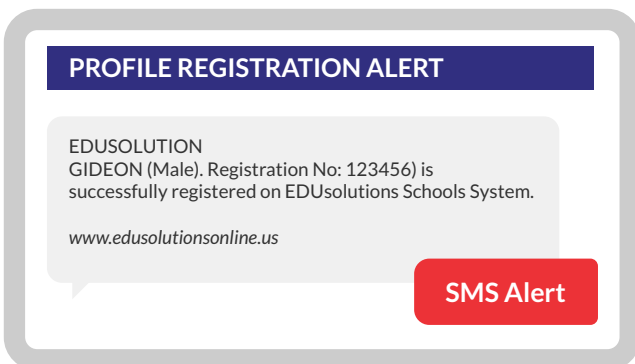 PROFILE REGISTRATION ALERT
EDUSOLUTION
GIDEON (Male). Registration No: 123456) is
successfully registered on EDUsolutions Schools System.
www.edusolutionsonline.us
SMS Alert